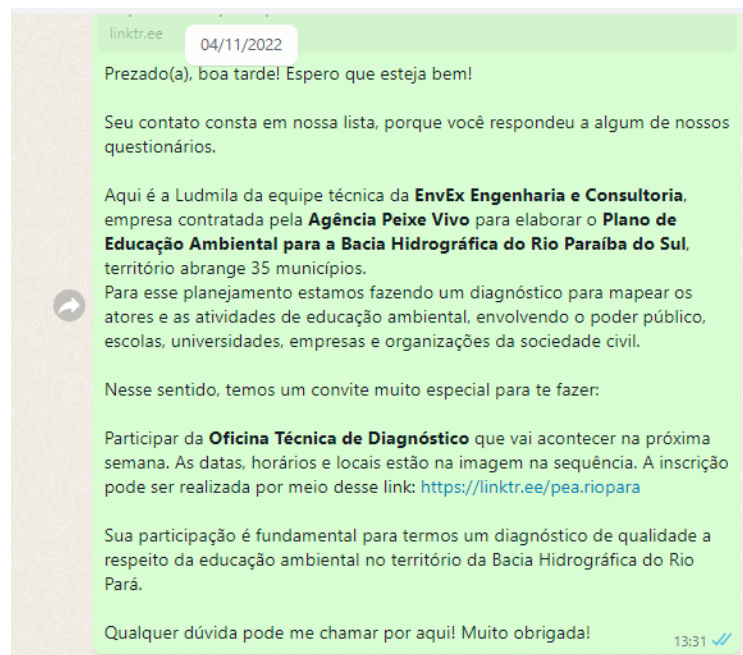 linktr.ee
04/11/2022
Prezado(a), boa tarde! Espero que esteja bem!
Seu contato consta em nossa lista, porque você respondeu a algum de nossos
questionários.
Aqui é a Ludmila da equipe técnica da EnvEx Engenharia e Consultoria,
empresa contratada pela Agência Peixe Vivo para elaborar o Plano de
Educação Ambiental para a Bacia Hidrográfica do Rio Paraíba do Sul,
território abrange 35 municípios.
Para esse planejamento estamos fazendo um diagnóstico para mapear os
atores e as atividades de educação ambiental, envolvendo o poder público,
escolas, universidades, empresas e organizações da sociedade civil.
Nesse sentido, temos um convite muito especial para te fazer:
Participar da Oficina Técnica de Diagnóstico que vai acontecer na próxima
semana. As datas, horários e locais estão na imagem na sequência. A inscrição
pode ser realizada por meio desse link: https://linktr.ee/pea.riopara
Sua participação é fundamental para termos um diagnóstico de qualidade a
respeito da educação ambiental no território da Bacia Hidrográfica do Rio
Pará.
Qualquer dúvida pode me chamar por aqui! Muito obrigada!
13:31